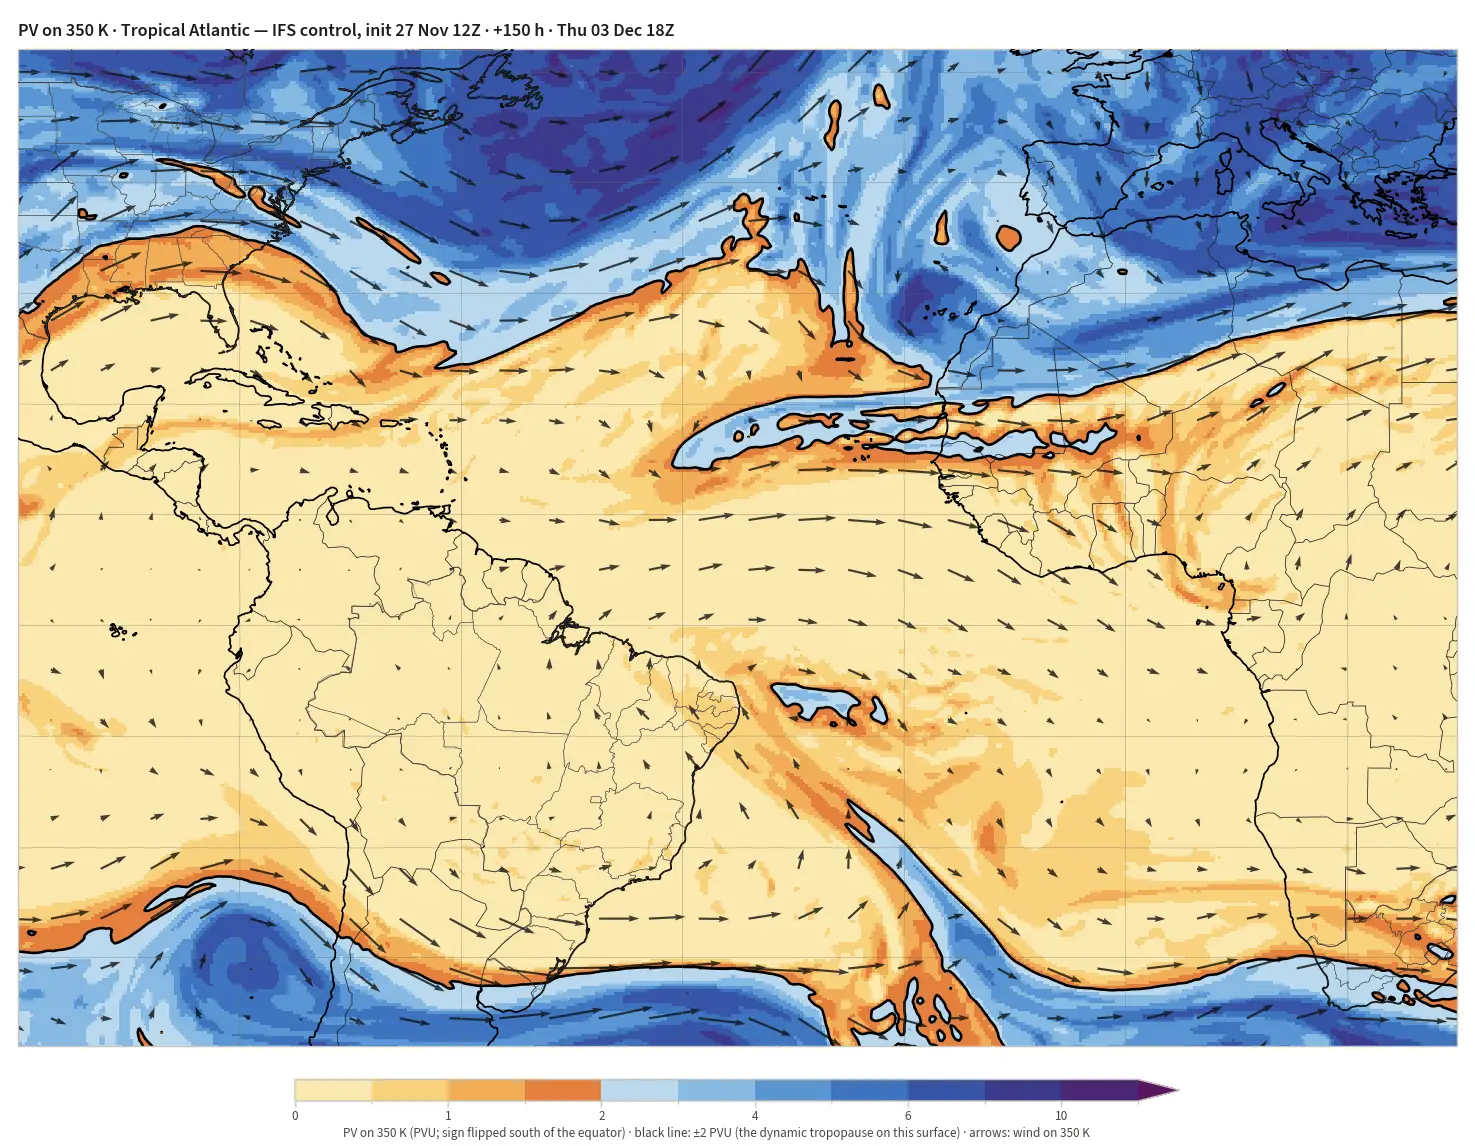 PV on 350 K · Tropical Atlantic — IFS control, init 27 Nov 12Z · +150 h · Thu 03 Dec 18Z
0 1 2 4 6 10
PV on 350 K (PVU; sign flipped south of the equator) · black line: ±2 PVU (the dynamic tropopause on this surface) · arrows: wind on 350 K